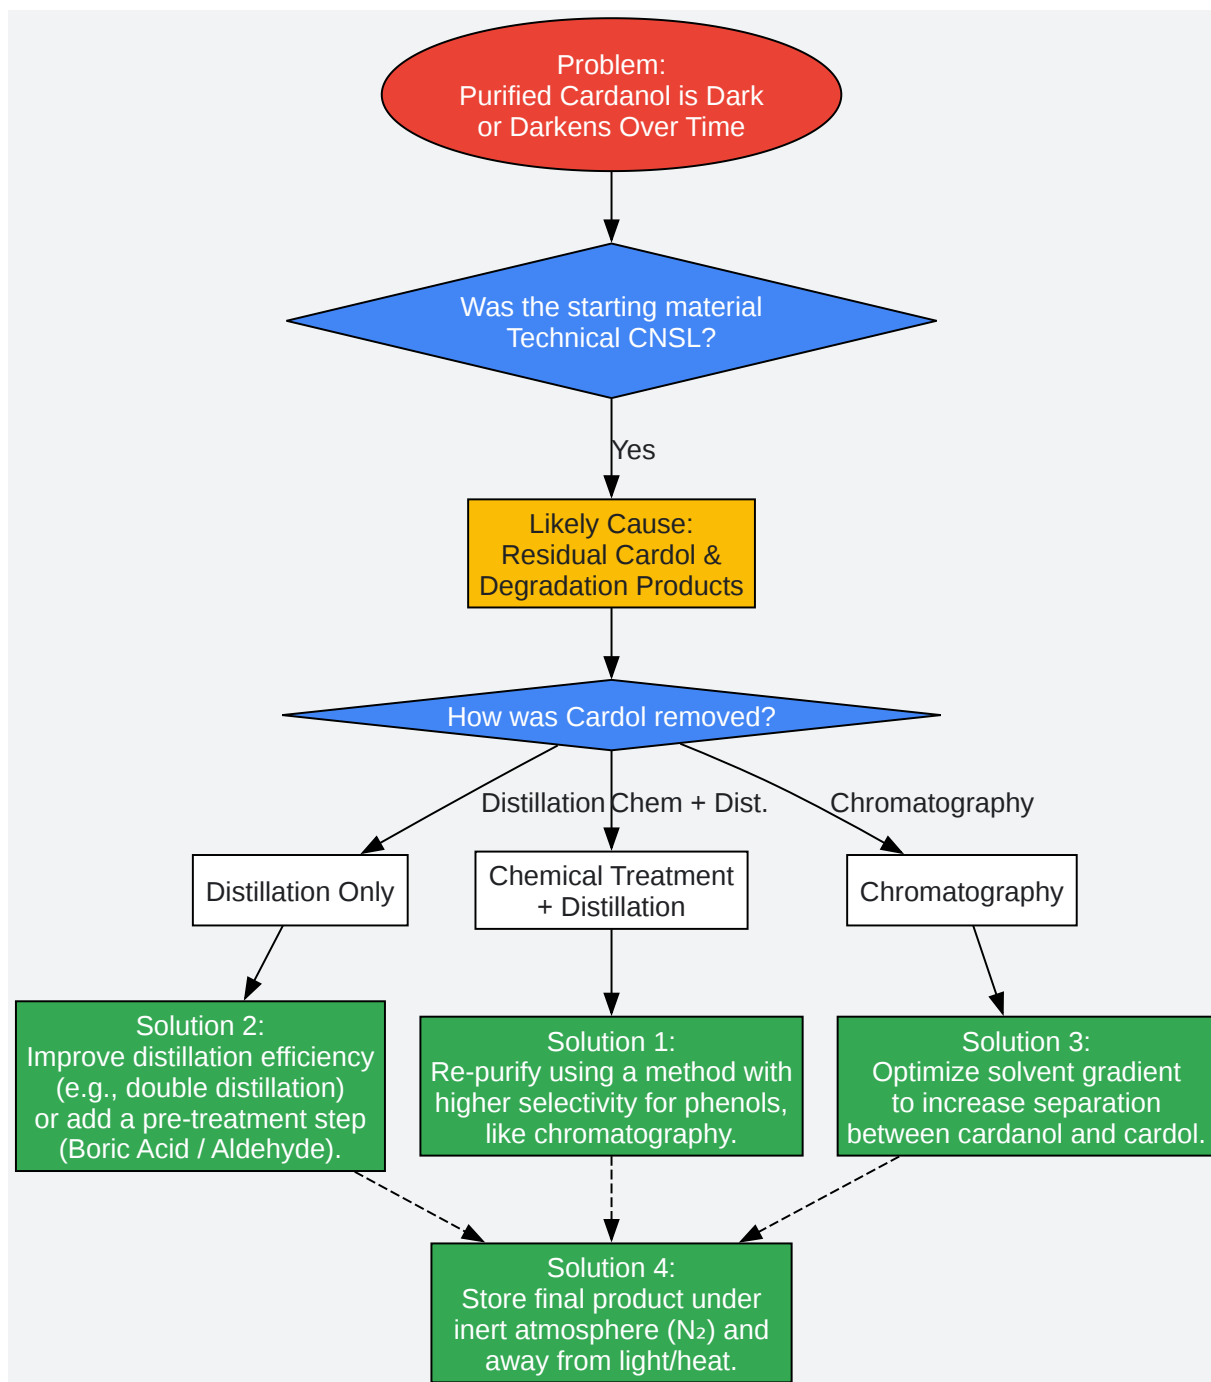 Problem:
Purified Cardanol is Dark
or Darkens Over Time
Was the starting material
Technical CNSL?
Yes
Likely Cause:
Residual Cardol &
Degradation Products
How was Cardol removed?
Distillation
Chem + Dist.
Chromatography
Distillation Only
Chemical Treatment
+ Distillation
Chromatography
Solution 2:
Improve distillation efficiency
(e.g., double distillation)
or add a pre-treatment step
(Boric Acid / Aldehyde).
Solution 1:
Re-purify using a method with
higher selectivity for phenols,
like chromatography.
Solution 3:
Optimize solvent gradient
to increase separation
between cardanol and cardol.
Solution 4:
Store final product under
inert atmosphere (N₂) and
away from light/heat.